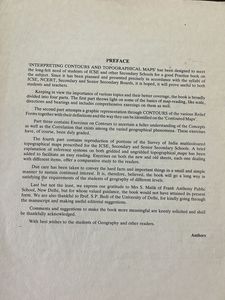 PREFACE
'INTERPRETING CONTOURS AND TOPOGRAPHICAL MAPS' has been designed to meet
the long-felt need of students of ICSE and other Secondary Schools for a good Practice book on
the subject. Since it has been planned and presented precisely in accordance with the syllabi of
ICSE, NCERT, Secondary and Senior Secondary Boards, it is hoped, it will prove useful to both
students and teachers.
Keeping in view the importance of various topics and their better coverage, the book is broadly
divided into four parts. The first part throws light on some of the basics of map-reading, like scale,
directions and bearings and includes comprehensive exercises on them as well.
The second part attempts a graphic representation through CONTOURS of the various Relief
Forms together with their definitions and the way they can be identified on the 'Contoured Maps'.
Part three contains Exercises on Contours to ascertain a fuller understanding of the Concepts
as well as the Correlation that exists among the varied geographical phenomena. These exercises
have, of course, been duly graded.
The fourth part contains reproduction of portions of the Survey of India multicoloured
topographical maps prescribed for the ICSE, Secondary and Senior Secondary Schools. A brief
explanation of reference systems on both gridded and ungridded topographical maps has been
added to facilitate an easy reading. Exercises on both the new and old sheets, each one dealing
with different items, offer a comparative study to the readers.
Due care has been taken to convey hard facts and important things in a small and simple
manner to sustain continued interest. It is, therefore, believed, the book will go a long way in
satisfying the requirements of the students of geography of different levels.
Last but not the least, we express our gratitude to Mrs S. Malik of Frank Anthony Public
School, New Delhi, but for whose valued guidance, the book would not have attained its present
form. We are also thankful to Prof. S.P. Bedi of the University of Delhi, for kindly going through
the manuscript and making useful editorial suggestions.
Comments and suggestions to make the book more meaningful are keenly solicited and shall
be thankfully acknowledged.
With best wishes to the students of Geography and other readers.
Authors